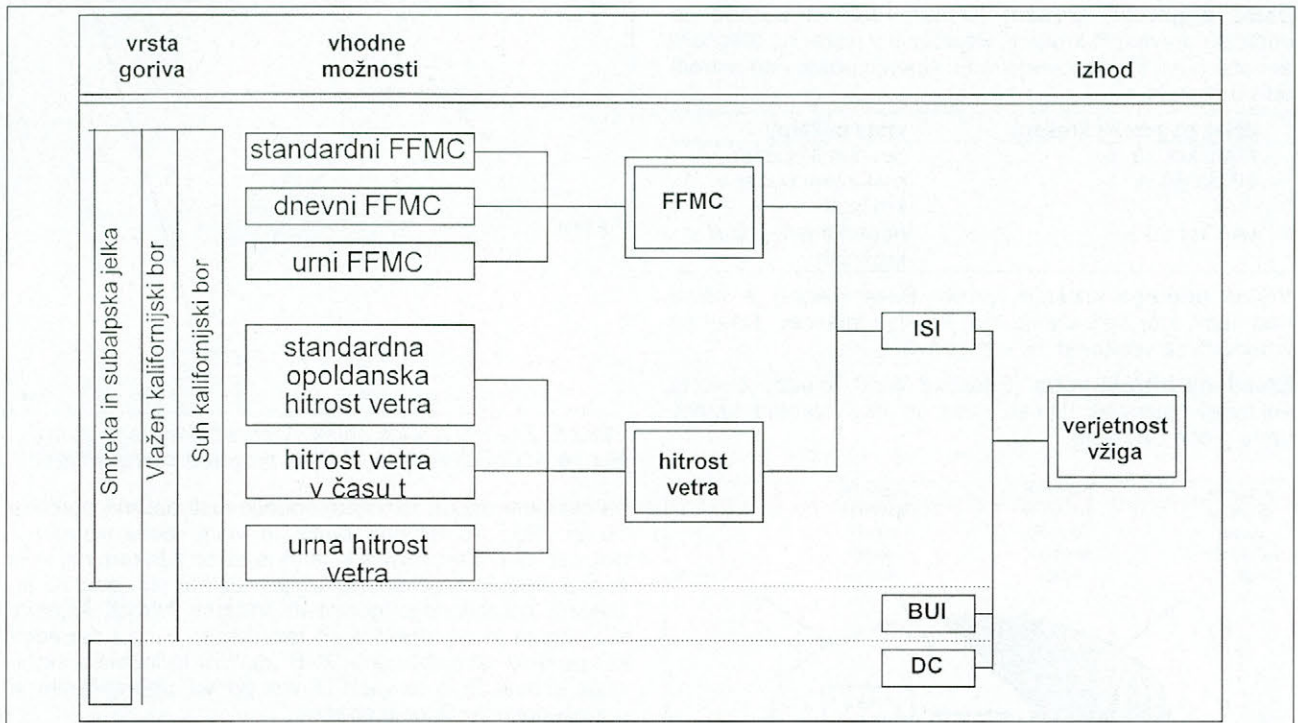 vrsta
goriva
vhodne
možnosti
izhod
Smreka in subalpska jelka
Vlažen kalifornijski bor
Suh kalifornijski bor
standardni FFMC
dnevni FFMC
urni FFMC
standardna
opoldanska
hitrost vetra
hitrost vetra
v času t
urna hitrost
vetra
FFMC
hitrost
vetra
ISI
BUI
DC
verjetnost
vžiga